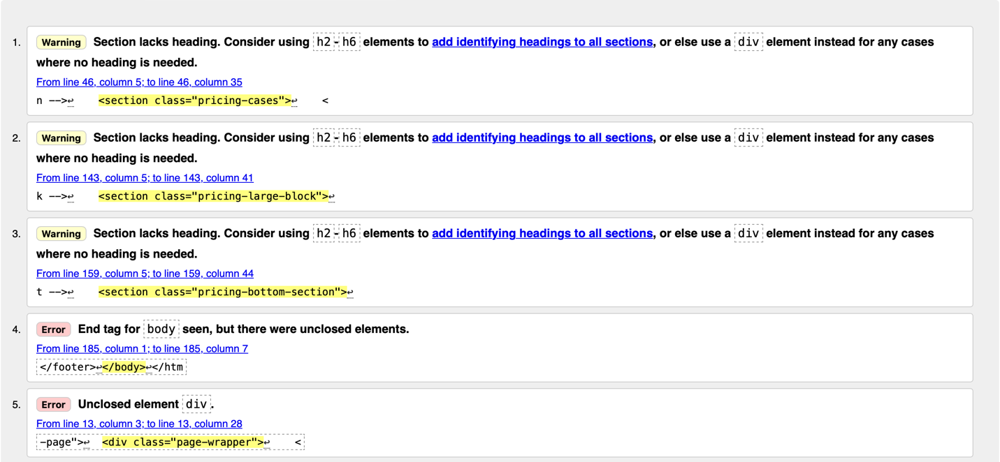 1. Warning Section lacks heading. Consider using h2-h6 elements to add identifying headings to all sections, or else use a div element instead for any cases
where no heading is needed.
From line 46, column 5; to line 46, column 35
n -->↩    <section class="pricing-cases">↩    <
2. Warning Section lacks heading. Consider using h2-h6 elements to add identifying headings to all sections, or else use a div element instead for any cases
where no heading is needed.
From line 143, column 5; to line 143, column 41
k -->↩    <section class="pricing-large-block">↩
3. Warning Section lacks heading. Consider using h2-h6 elements to add identifying headings to all sections, or else use a div element instead for any cases
where no heading is needed.
From line 159, column 5; to line 159, column 44
t -->↩    <section class="pricing-bottom-section">↩
4. Error End tag for body seen, but there were unclosed elements.
From line 185, column 1; to line 185, column 7
</footer>↩</body>↩</htm
5. Error Unclosed element div.
From line 13, column 3; to line 13, column 28
-page">↩  <div class="page-wrapper">↩    <